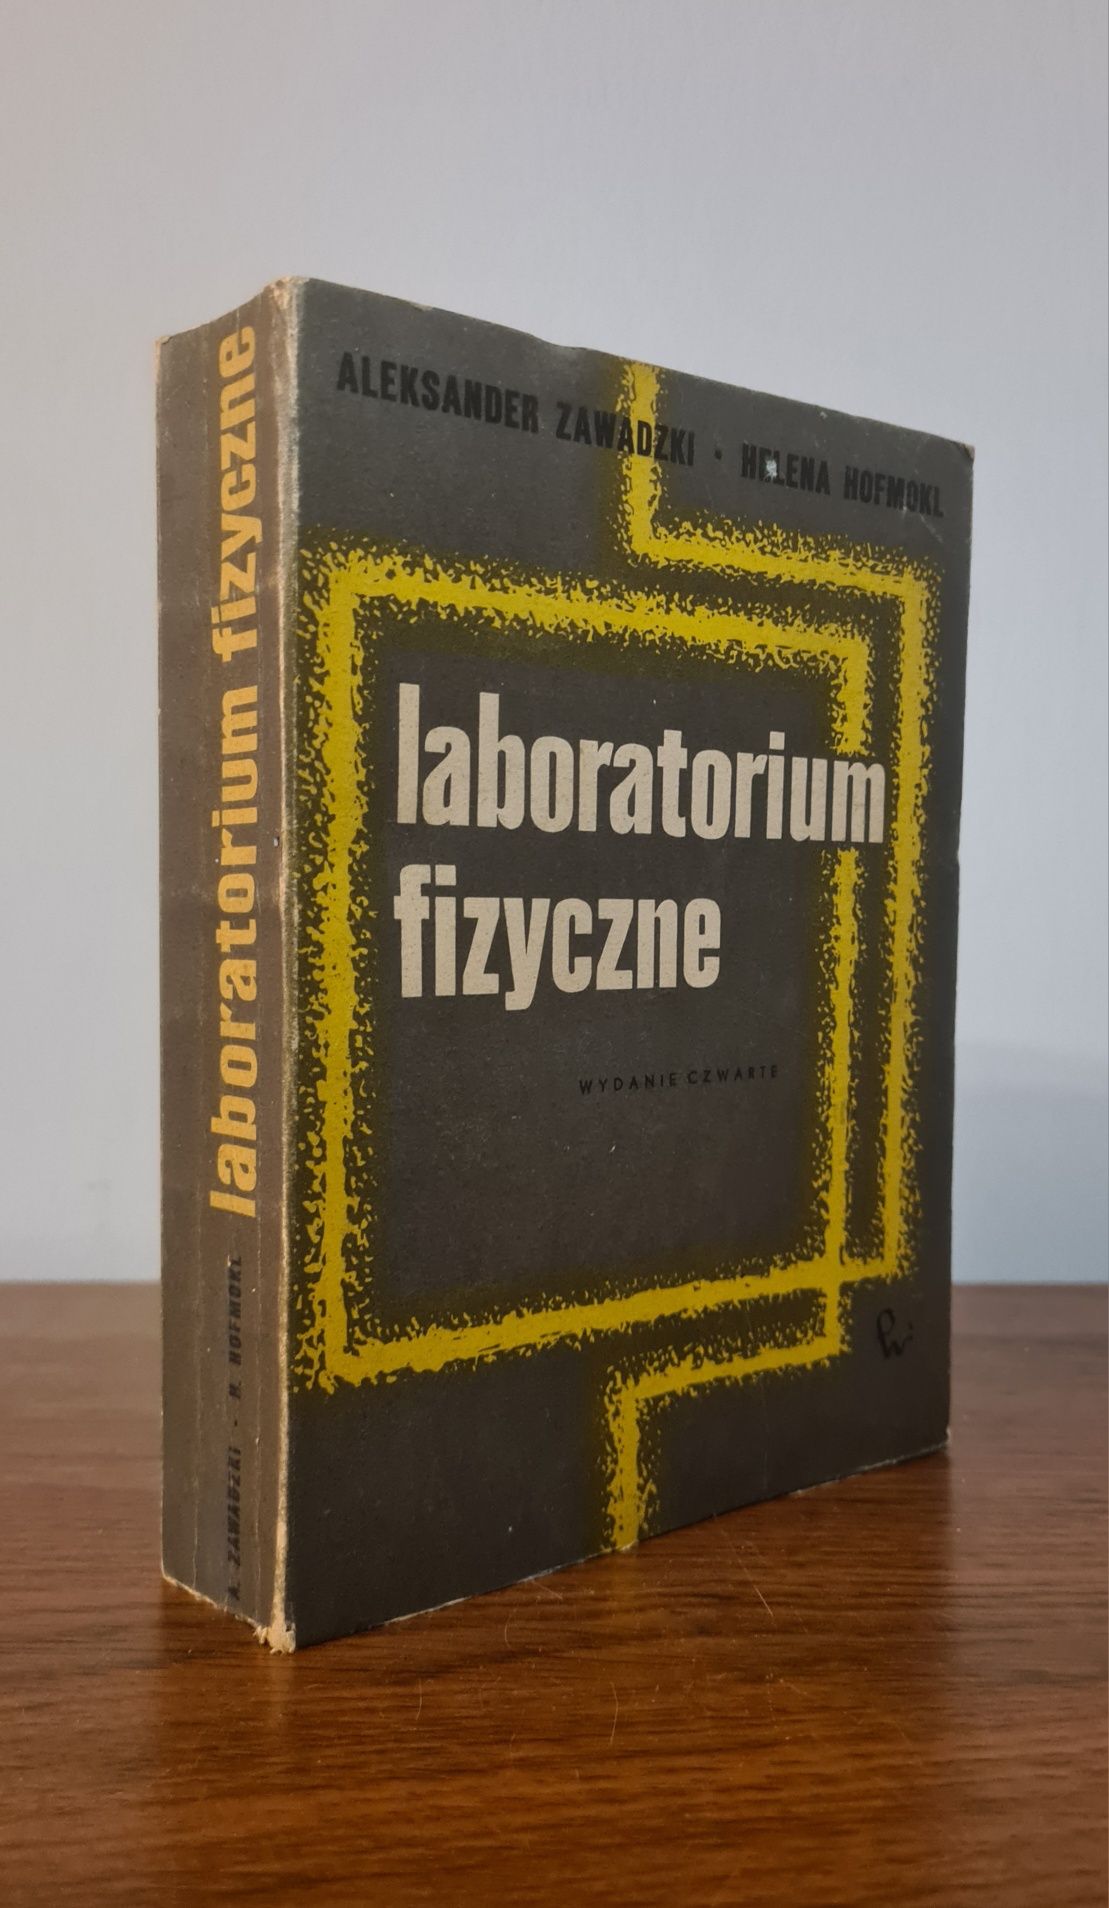 laboratorium fizyczne
A. ZAWADZKI · H. HOFMOKL
ALEKSANDER ZAWADZKI · HELENA HOFMOKL
laboratorium
fizyczne
WYDANIE CZWARTE